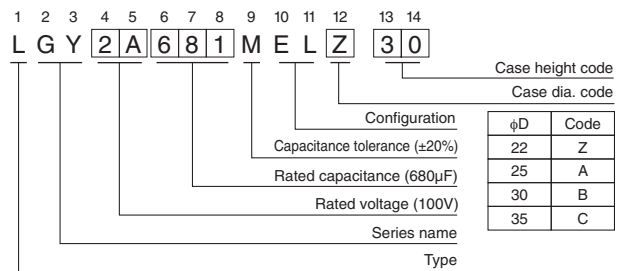 1 2 3 4 5 6 7 8 9 10 11 12 13 14
L G Y 2 A 6 8 1 M E L Z 3 0
Case height code
Case dia. code
Configuration
Capacitance tolerance (±20%)
Rated capacitance (680µF)
Rated voltage (100V)
Series name
Type
ϕD Code
22 Z
25 A
30 B
35 C